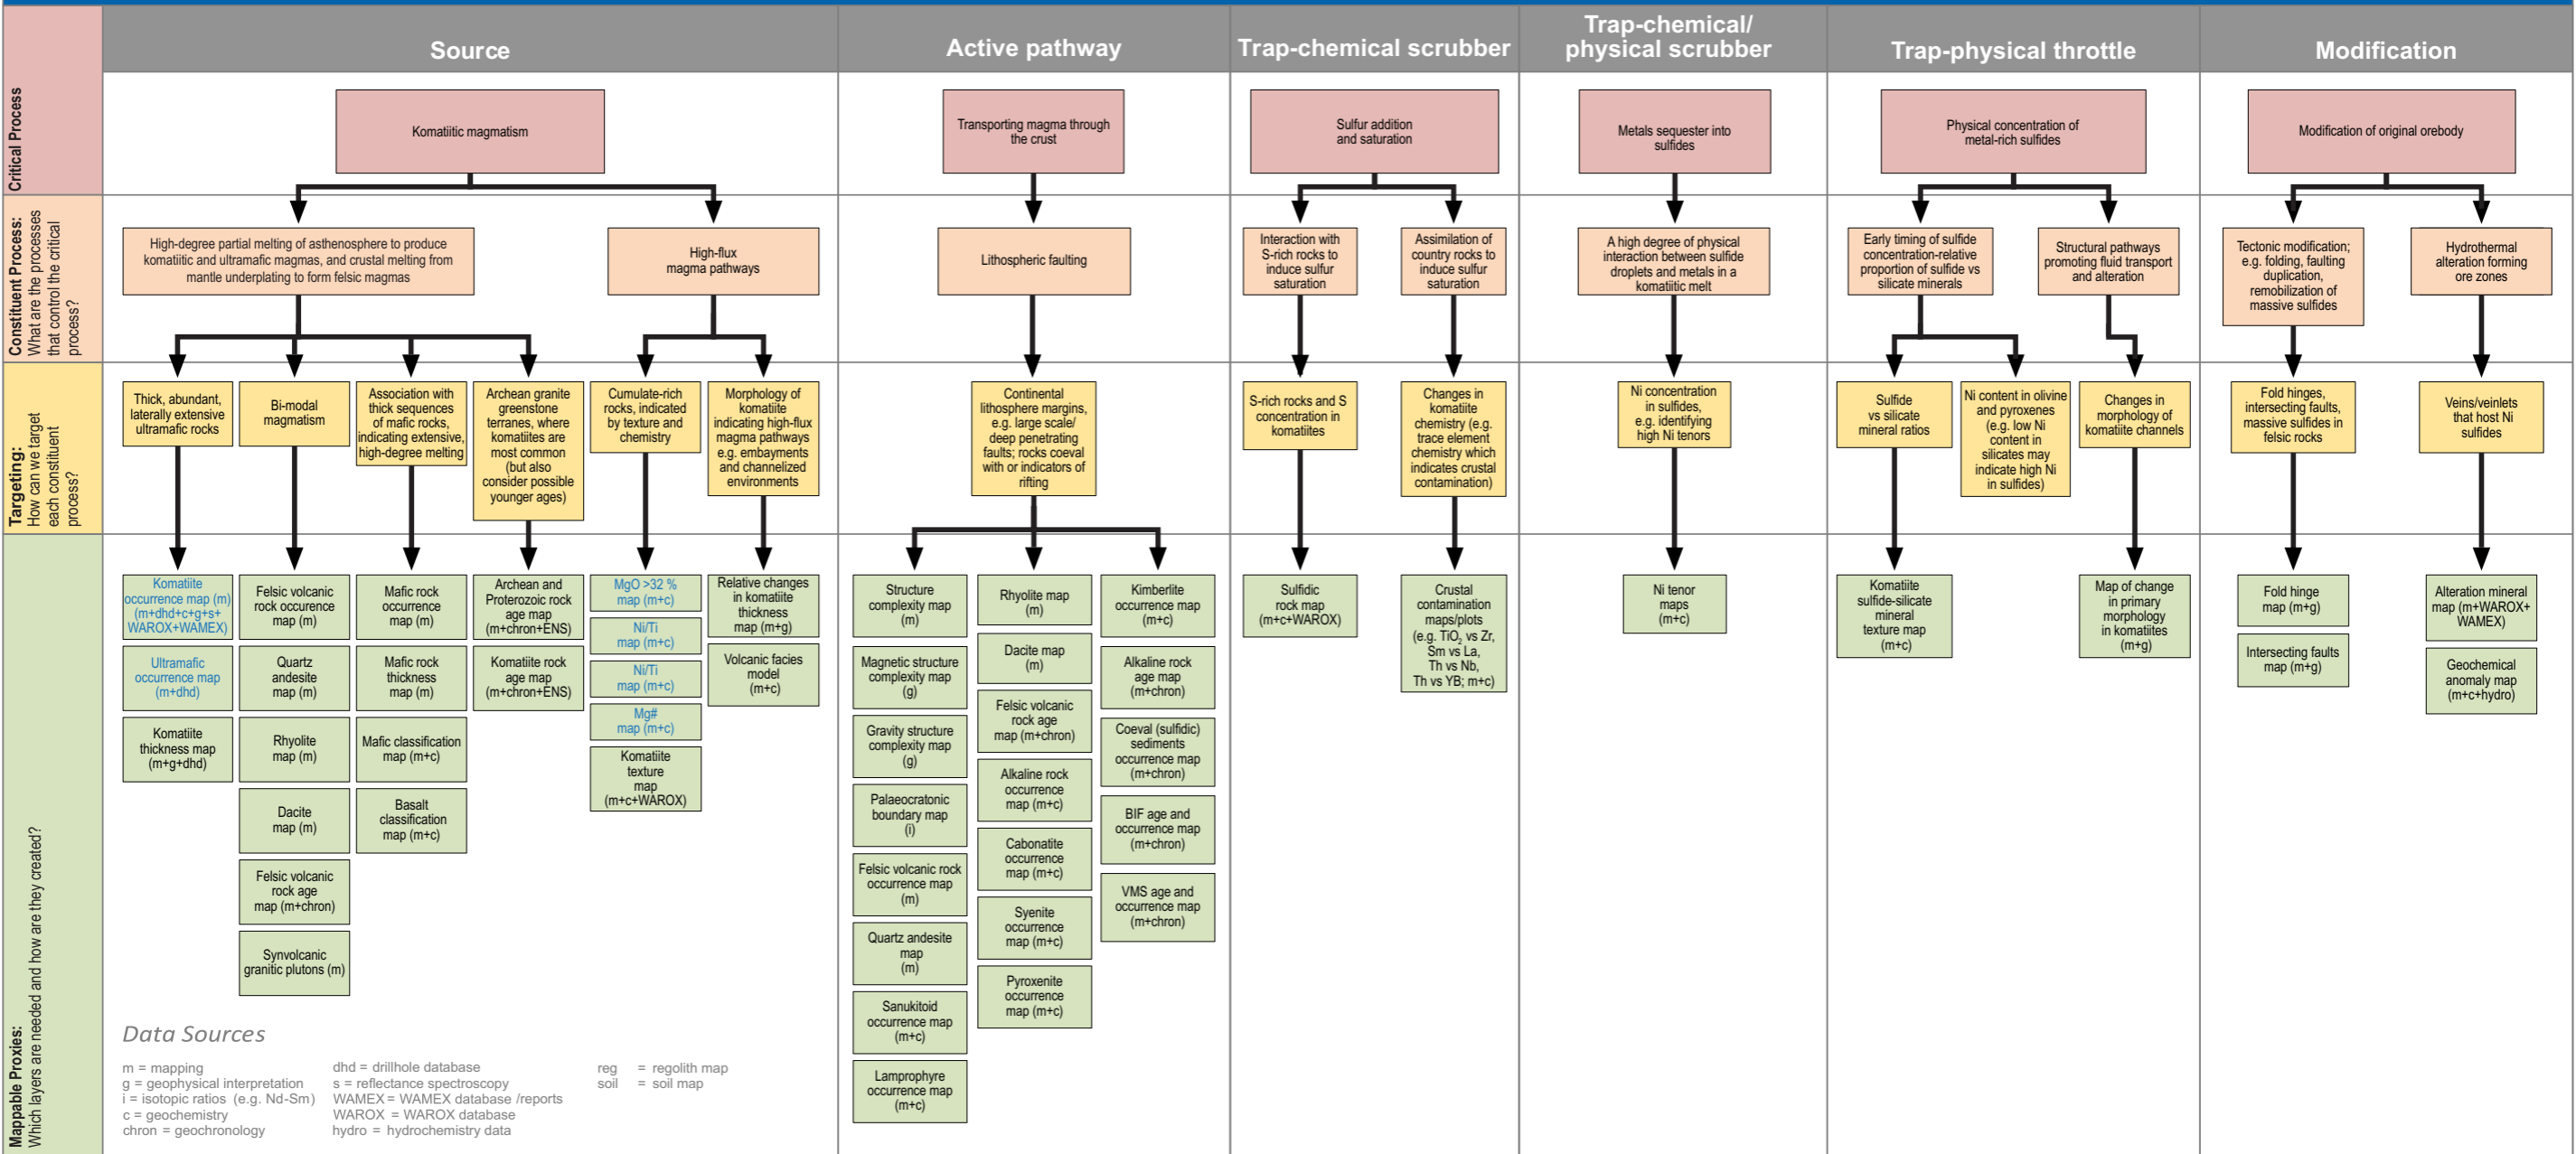 Source
Active pathway
Trap-chemical scrubber
Trap-chemical/
physical scrubber
Trap-physical throttle
Modification
Critical Process
Komatiitic magmatism
Transporting magma through
the crust
Sulfur addition
and saturation
Metals sequester into
sulfides
Physical concentration of
metal-rich sulfides
Modification of original orebody
Constituent Process:
What are the processes
that control the critical
process?
High-degree partial melting of asthenosphere to produce
komatiitic and ultramafic magmas, and crustal melting from
mantle underplating to form felsic magmas
High-flux
magma pathways
Lithospheric faulting
Interaction with
S-rich rocks to
induce sulfur
saturation
Assimilation of
country rocks to
induce sulfur
saturation
A high degree of physical
interaction between sulfide
droplets and metals in a
komatiitic melt
Early timing of sulfide
concentration-relative
proportion of sulfide vs
silicate minerals
Structural pathways
promoting fluid transport
and alteration
Tectonic modification;
e.g. folding, faulting
duplication,
remobilization of
massive sulfides
Hydrothermal
alteration forming
ore zones
Targeting:
How can we target
each constituent
process?
Thick, abundant,
laterally extensive
ultramafic rocks
Bi-modal
magmatism
Association with
thick sequences
of mafic rocks,
indicating extensive,
high-degree melting
Archean granite
greenstone
terranes, where
komatiites are
most common
(but also
consider possible
younger ages)
Cumulate-rich
rocks, indicated
by texture and
chemistry
Morphology of
komatiite
indicating high-flux
magma pathways
e.g. embayments
and channelized
environments
Continental
lithosphere margins,
e.g. large scale/
deep penetrating
faults; rocks coeval
with or indicators of
rifting
S-rich rocks and S
concentration in
komatiites
Changes in
komatiite
chemistry (e.g.
trace element
chemistry which
indicates crustal
contamination)
Ni concentration
in sulfides,
e.g. identifying
high Ni tenors
Sulfide
vs silicate
mineral ratios
Ni content in olivine
and pyroxenes
(e.g. low Ni
content in
silicates may
indicate high Ni
in sulfides)
Changes in
morphology of
komatiite channels
Fold hinges,
intersecting faults,
massive sulfides in
felsic rocks
Veins/veinlets
that host Ni
sulfides
Mappable Proxies:
Which layers are needed and how are they created?
Komatiite
occurrence map (m)
(m+dhd+c+g+s+
WAROX+WAMEX)
Ultramafic
occurrence map
(m+dhd)
Komatiite
thickness map
(m+g+dhd)
Felsic volcanic
rock occurence
map (m)
Quartz
andesite
map (m)
Rhyolite
map (m)
Dacite
map (m)
Felsic volcanic
rock age
map (m+chron)
Synvolcanic
granitic plutons (m)
Mafic rock
occurrence
map (m)
Mafic rock
thickness
map (m)
Mafic classification
map (m+c)
Basalt
classification
map (m+c)
Archean and
Proterozoic rock
age map
(m+chron+ENS)
Komatiite rock
age map
(m+chron+ENS)
MgO >32 %
map (m+c)
Ni/Ti
map (m+c)
Ni/Ti
map (m+c)
Mg#
map (m+c)
Komatiite
texture
map
(m+c+WAROX)
Relative changes
in komatiite
thickness
map (m+g)
Volcanic facies
model
(m+c)
Structure
complexity map
(m)
Magnetic structure
complexity map
(g)
Gravity structure
complexity map
(g)
Palaeocratonic
boundary map
(i)
Felsic volcanic rock
occurrence map
(m)
Quartz andesite
map
(m)
Sanukitoid
occurrence map
(m+c)
Lamprophyre
occurrence map
(m+c)
Rhyolite map
(m)
Dacite map
(m)
Felsic volcanic
rock age
map (m+chron)
Alkaline rock
occurrence
map (m+c)
Cabonatite
occurrence
map (m+c)
Syenite
occurrence
map (m+c)
Pyroxenite
occurrence
map (m+c)
Kimberlite
occurrence map
(m+c)
Alkaline rock
age map
(m+chron)
Coeval (sulfidic)
sediments
occurrence map
(m+chron)
BIF age and
occurrence map
(m+chron)
VMS age and
occurrence map
(m+chron)
Sulfidic
rock map
(m+c+WAROX)
Crustal
contamination
maps/plots
(e.g. TiO₂ vs Zr,
Sm vs La,
Th vs Nb,
Th vs YB; m+c)
Ni tenor
maps
(m+c)
Komatiite
sulfide-silicate
mineral
texture map
(m+c)
Map of change
in primary
morphology
in komatiites
(m+g)
Fold hinge
map (m+g)
Intersecting faults
map (m+g)
Alteration mineral
map (m+WAROX+
WAMEX)
Geochemical
anomaly map
(m+c+hydro)
Data Sources
m = mapping
g = geophysical interpretation
i = isotopic ratios (e.g. Nd-Sm)
c = geochemistry
chron = geochronology
dhd = drillhole database
s = reflectance spectroscopy
WAMEX = WAMEX database /reports
WAROX = WAROX database
hydro = hydrochemistry data
reg = regolith map
soil = soil map